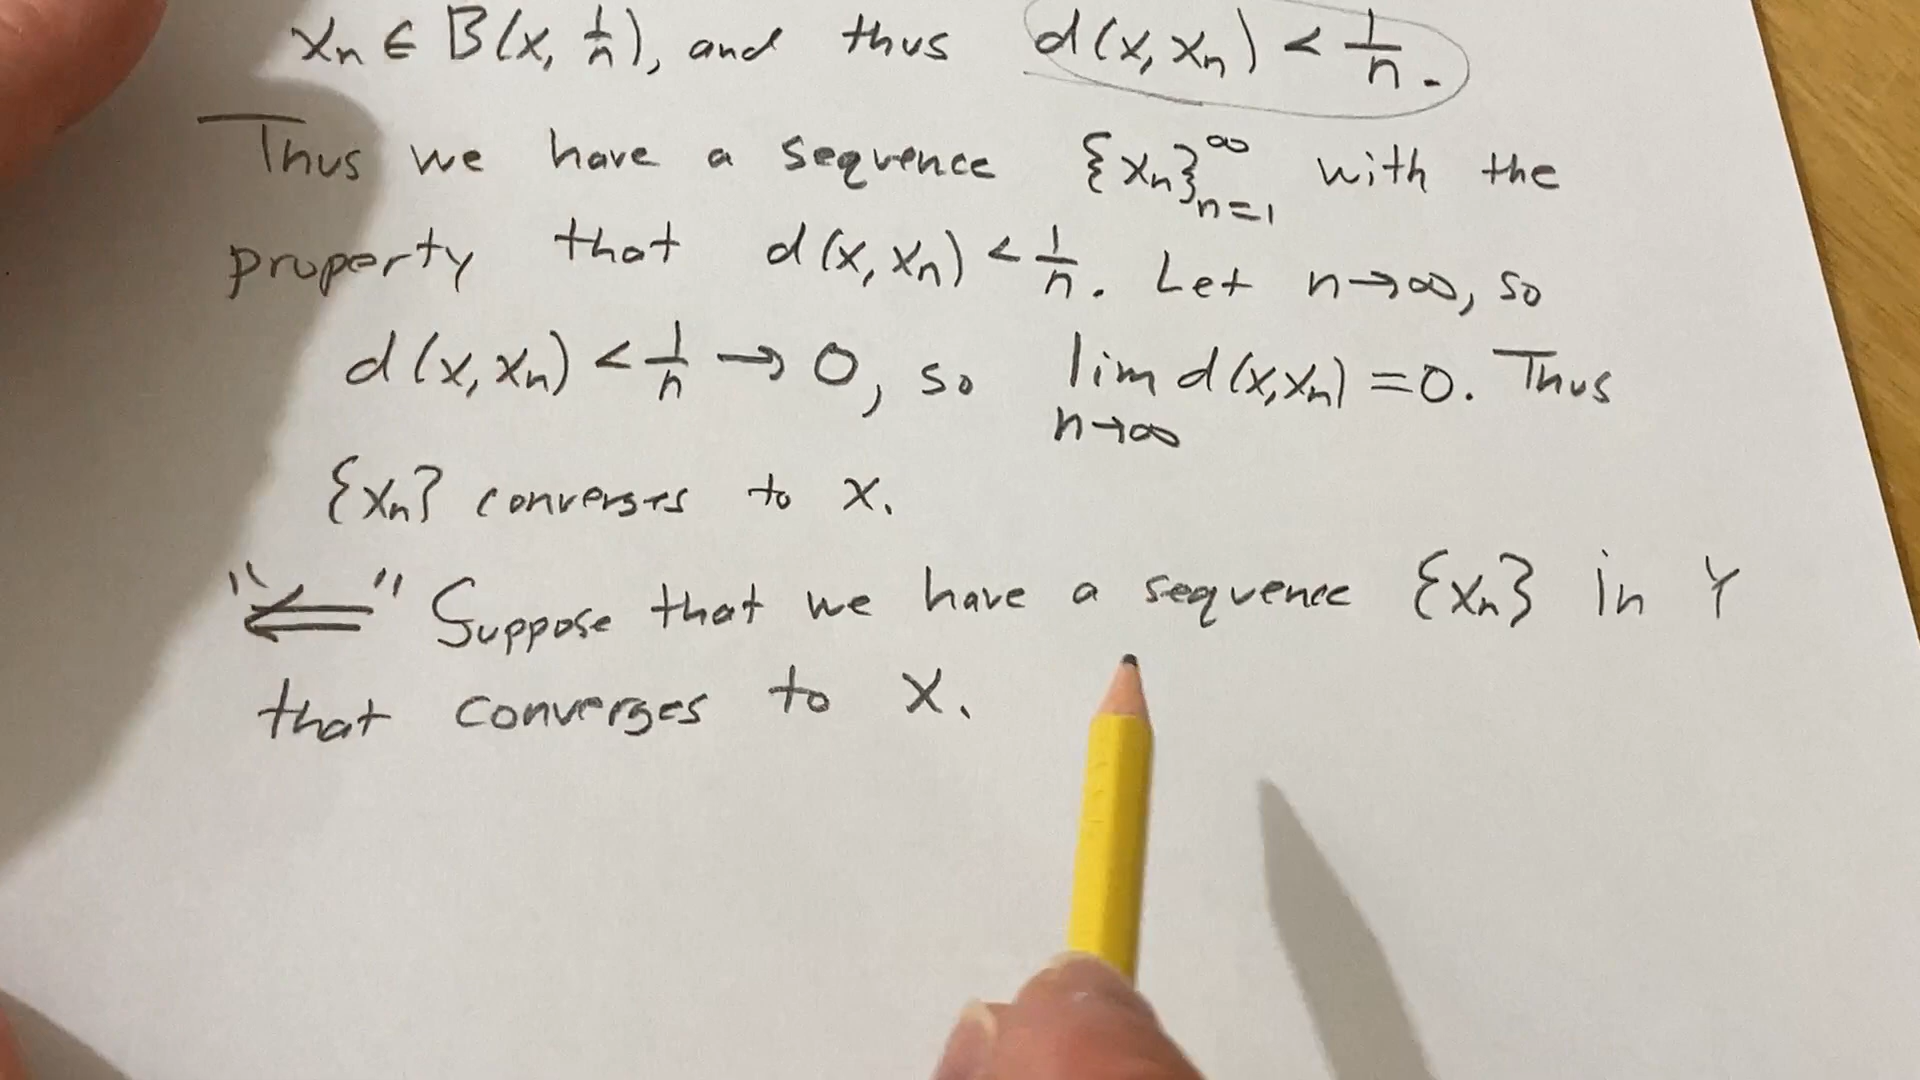 xₙ ∈ B(x, 1/n), and thus d(x, xₙ) < 1/n.
Thus we have a sequence {xₙ}ₙ₌₁^∞ with the
property that d(x, xₙ) < 1/n. Let n→∞, so
d(x, xₙ) < 1/n → 0, so lim n→∞ d(x, xₙ) = 0. Thus
{xₙ} converges to x.
"⇐" Suppose that we have a sequence {xₙ} in Y
that converges to x.